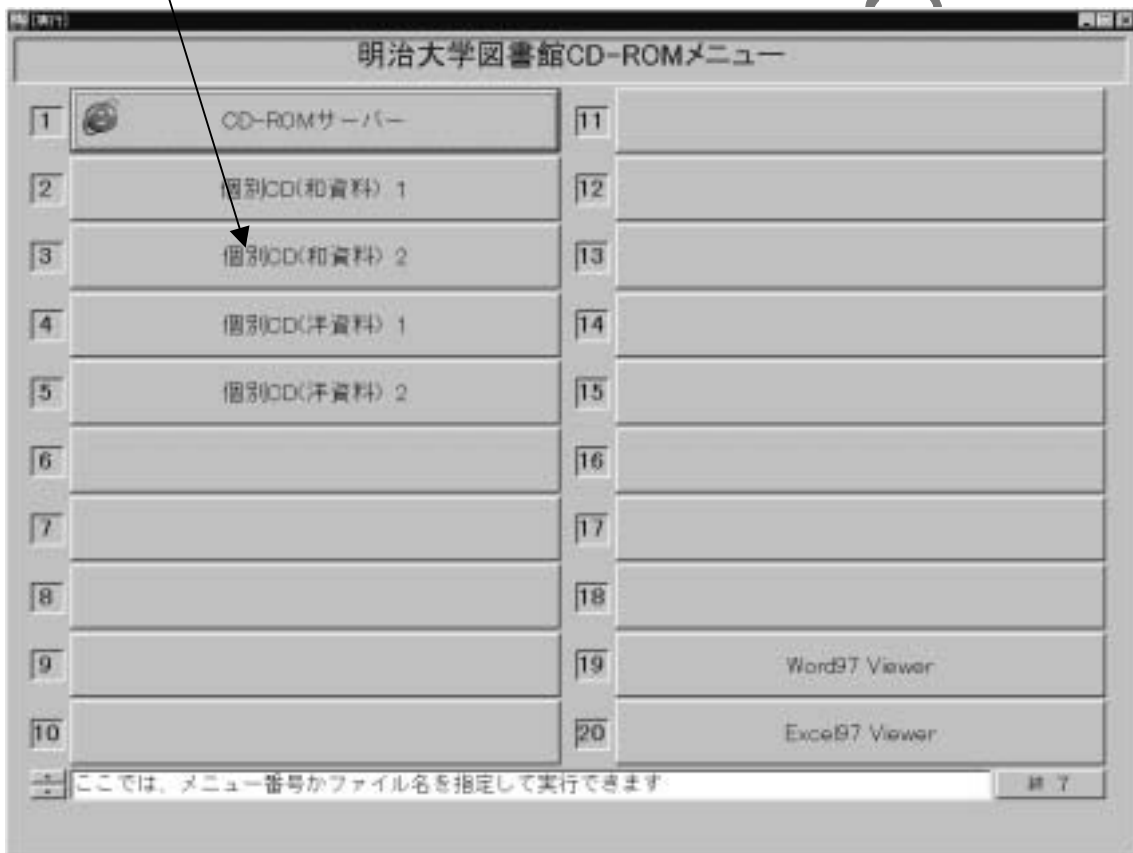 [実行]
明治大学図書館CD-ROMメニュー
1 CD-ROMサーバー
2 個別CD(和資料) 1
3 個別CD(和資料) 2
4 個別CD(洋資料) 1
5 個別CD(洋資料) 2
6
7
8
9
10
11
12
13
14
15
16
17
18
19 Word97 Viewer
20 Excel97 Viewer
ここでは、メニュー番号かファイル名を指定して実行できます
終了